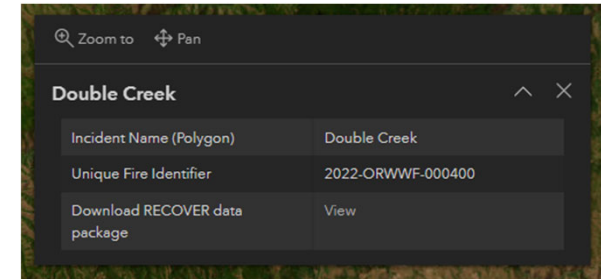 Zoom to Pan
Double Creek
Incident Name (Polygon) Double Creek
Unique Fire Identifier 2022-ORWWF-000400
Download RECOVER data View
package